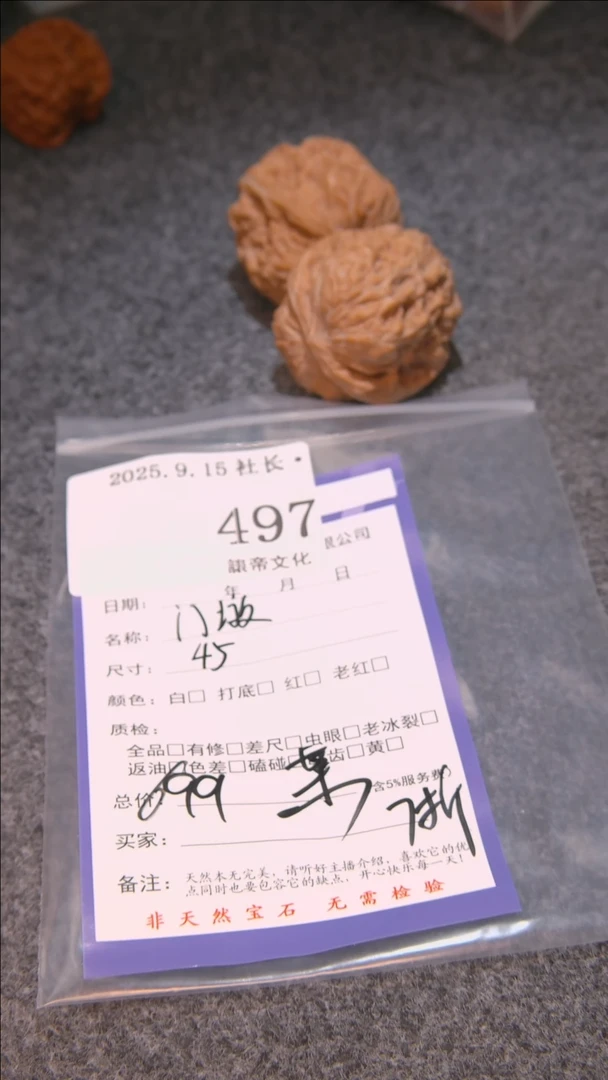 2025.9.15 社长
497
限公司
讓帝文化
日期： 年 月 日
名称： 门墩
尺寸： 45
颜色：白□ 打底□ 红□ 老红□
质检：
全品□有修□差尺□虫眼□老冰裂□
返油□色差□磕碰□ 齿□黄□
总价： 699 (含5%服务费)
买家：
备注：天然本无完美，请听好主播介绍，喜欢它的优
点同时也要包容它的缺点，开心快乐每一天！
非天然宝石 无需检验